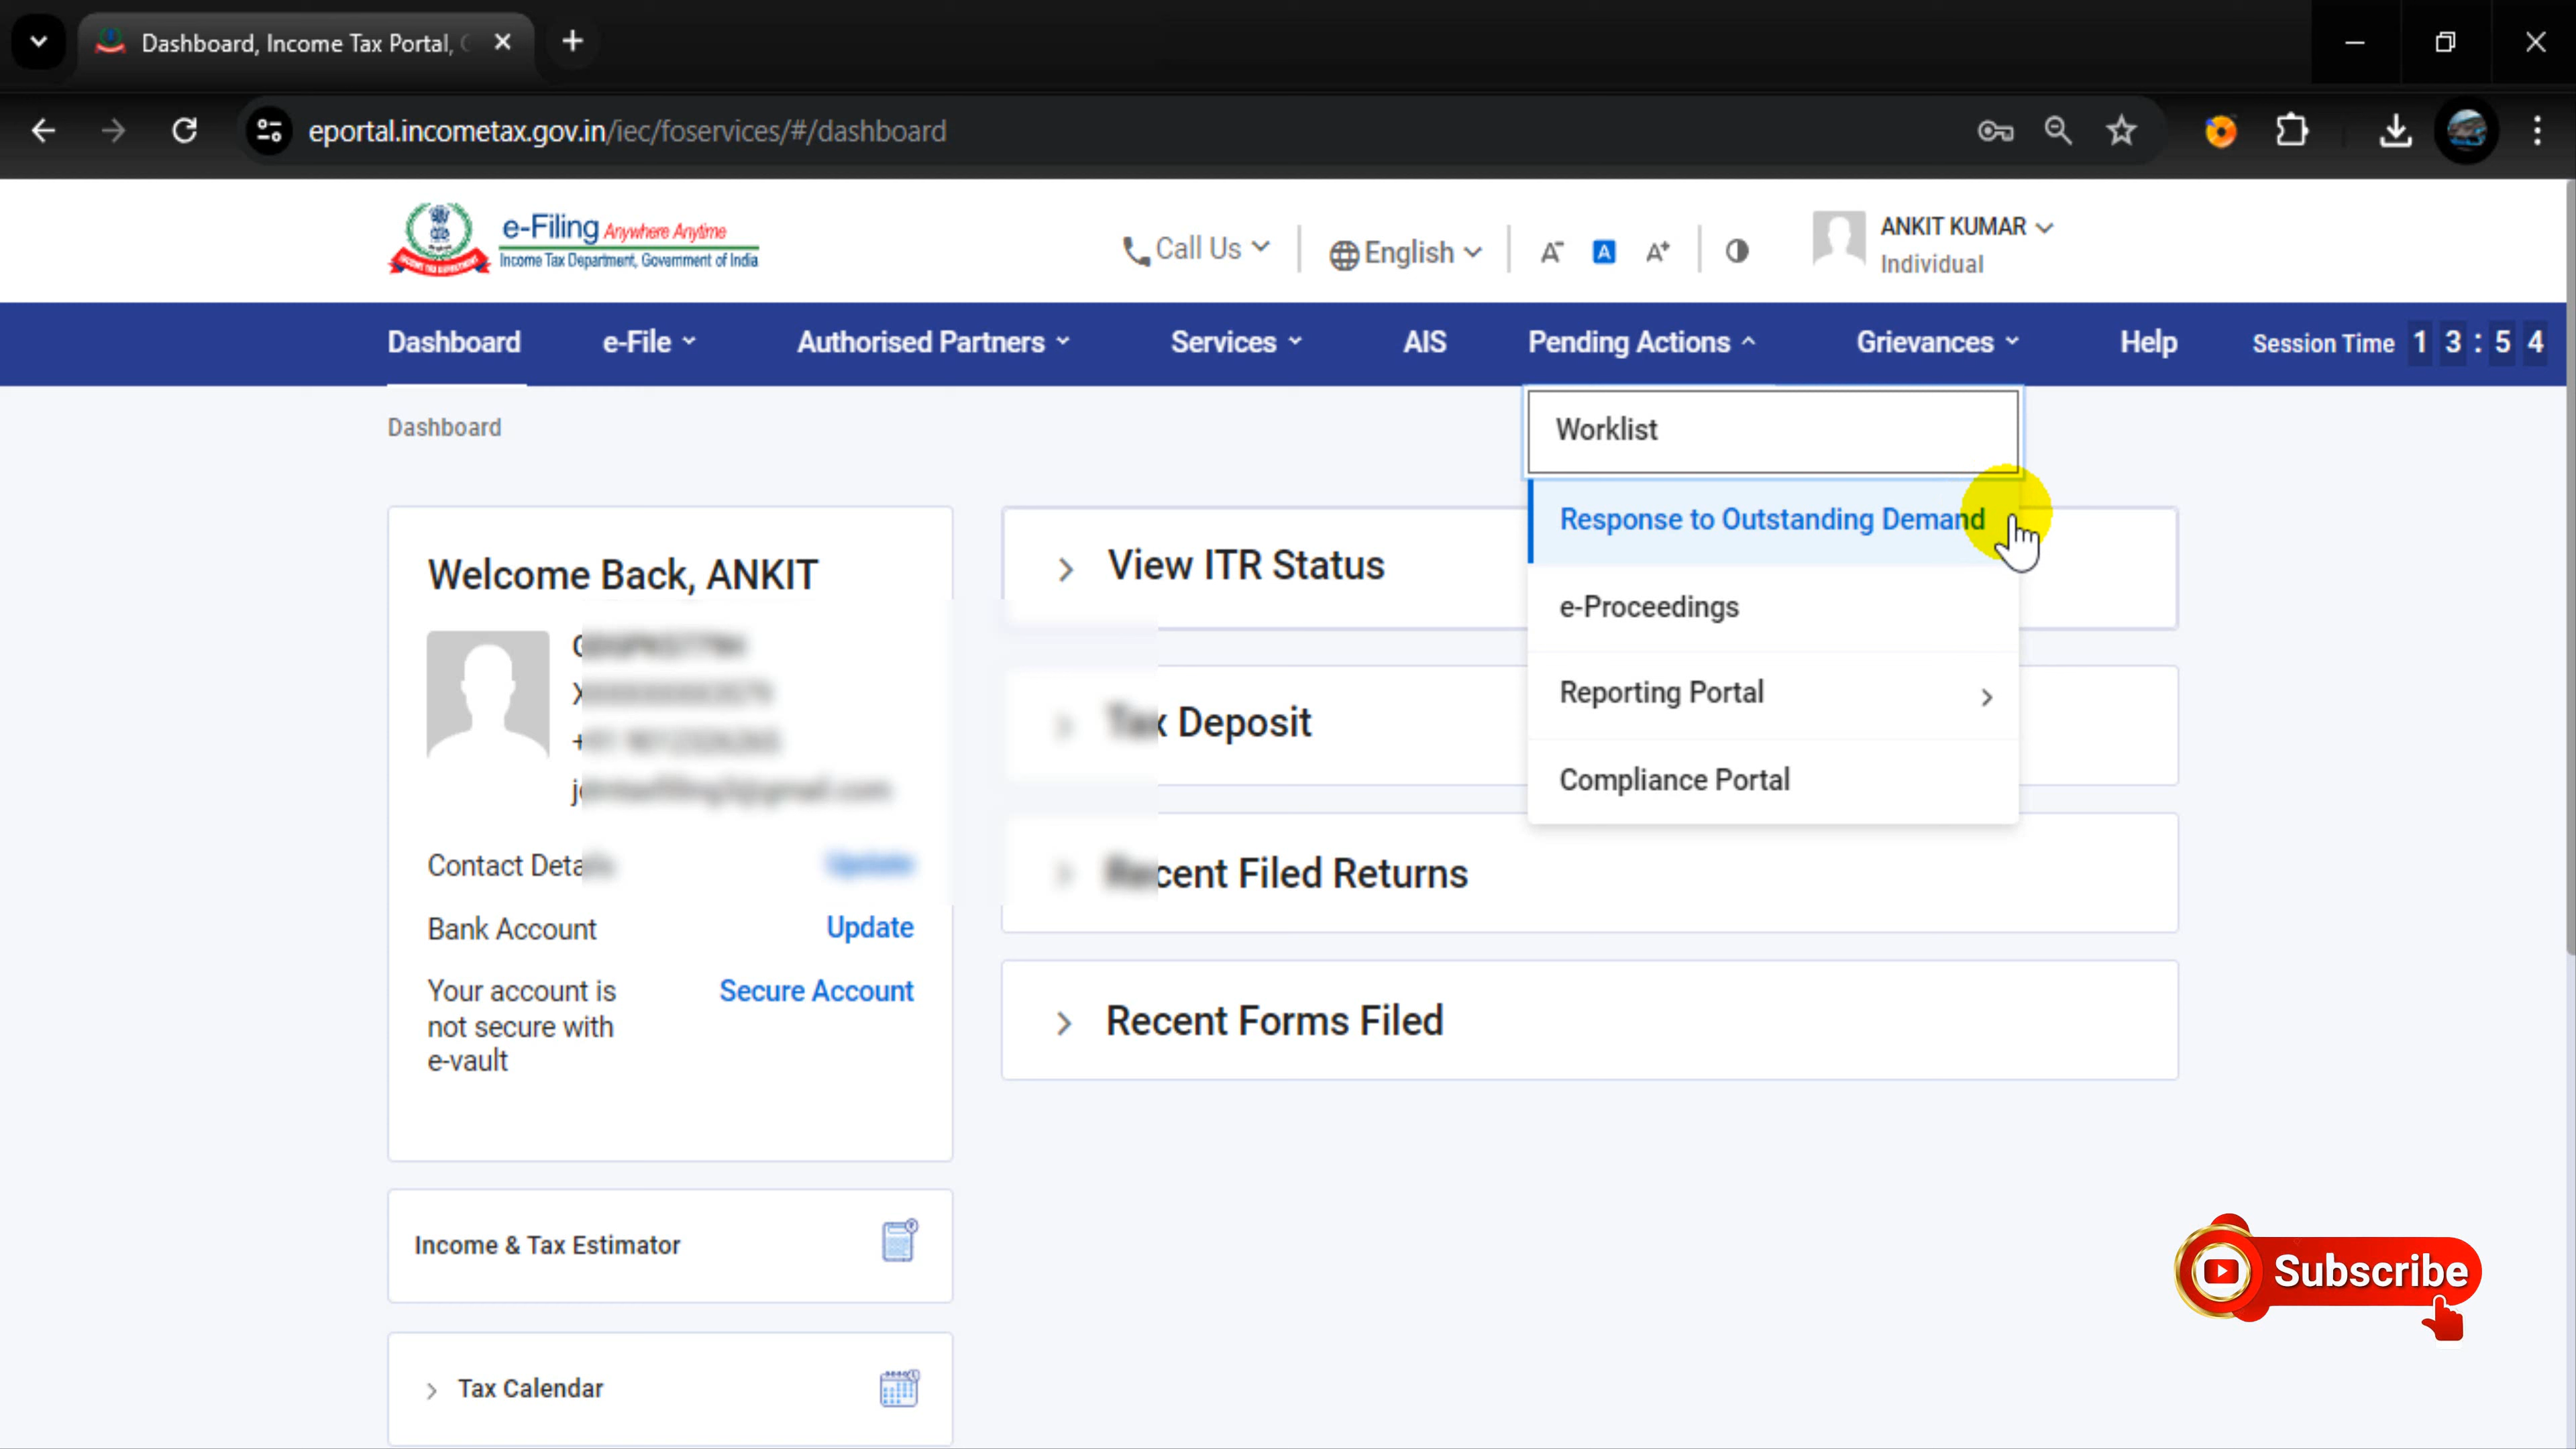 Dashboard, Income Tax Portal,
eportal.incometax.gov.in/iec/foservices/#/dashboard
e-Filing Anywhere Anytime
Income Tax Department, Government of India
Call Us
English
A-
A
A+
ANKIT KUMAR
Individual
Dashboard
e-File
Authorised Partners
Services
AIS
Pending Actions
Grievances
Help
Session Time 13:54
Dashboard
Worklist
Response to Outstanding Demand
e-Proceedings
Reporting Portal
Compliance Portal
Welcome Back, ANKIT
Contact Details
Update
Bank Account
Update
Your account is
not secure with
e-vault
Secure Account
View ITR Status
Tax Deposit
Recent Filed Returns
Recent Forms Filed
Income & Tax Estimator
Tax Calendar
Subscribe